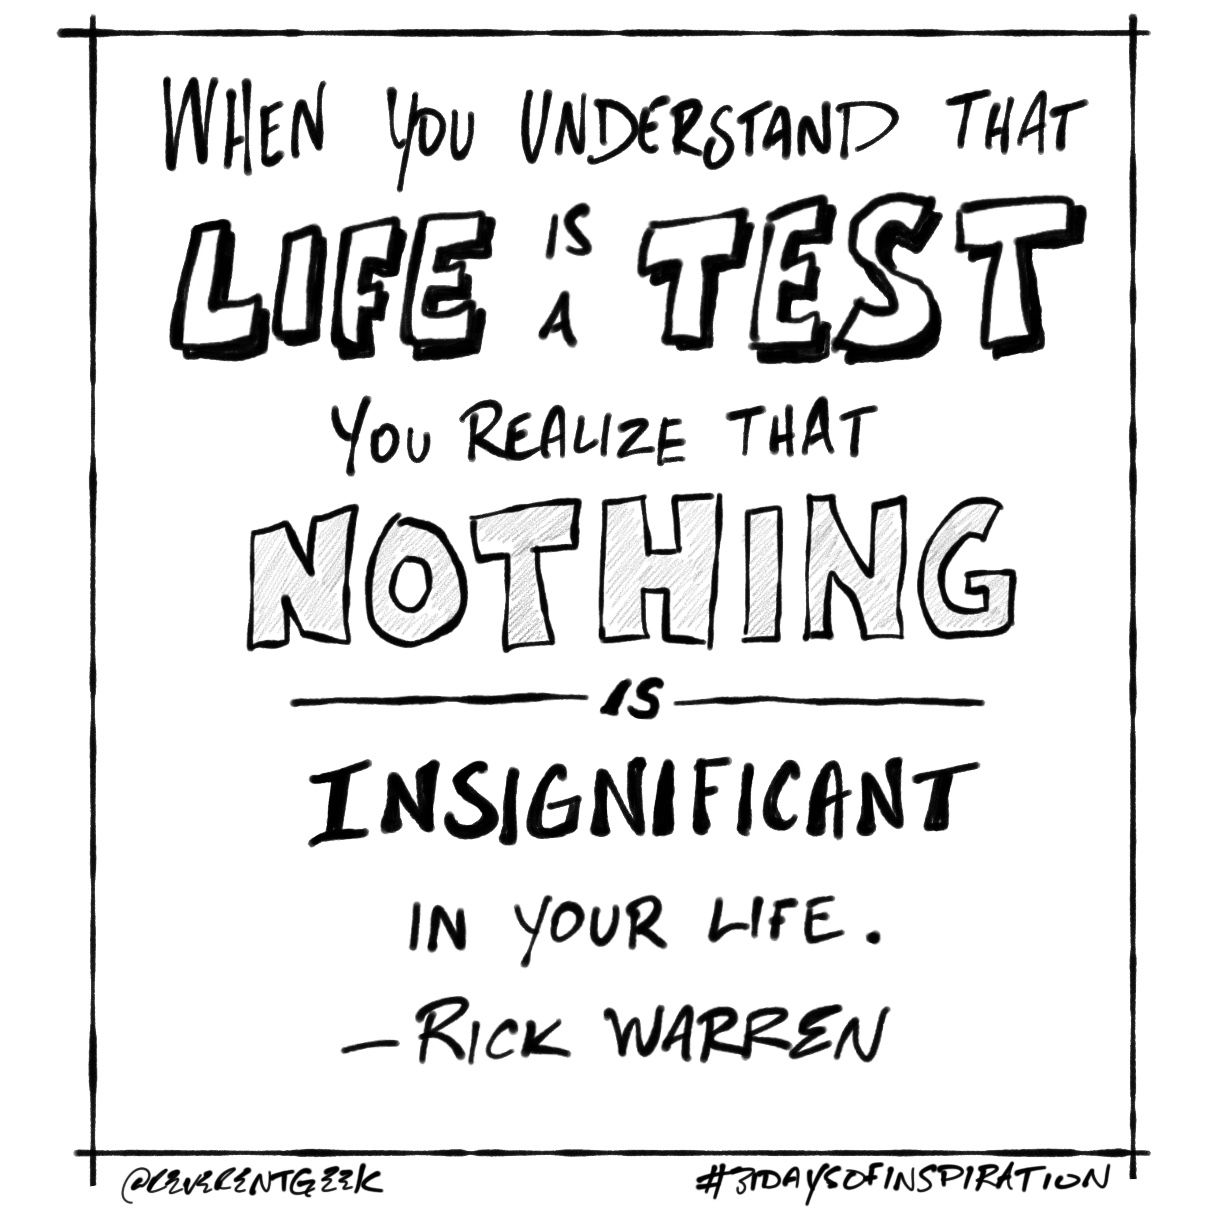 WHEN YOU UNDERSTAND THAT
LIFE IS A TEST
YOU REALIZE THAT
NOTHING
IS
INSIGNIFICANT
IN YOUR LIFE.
— RICK WARREN
@REVERENTGEEK
#31DAYSOFINSPIRATION